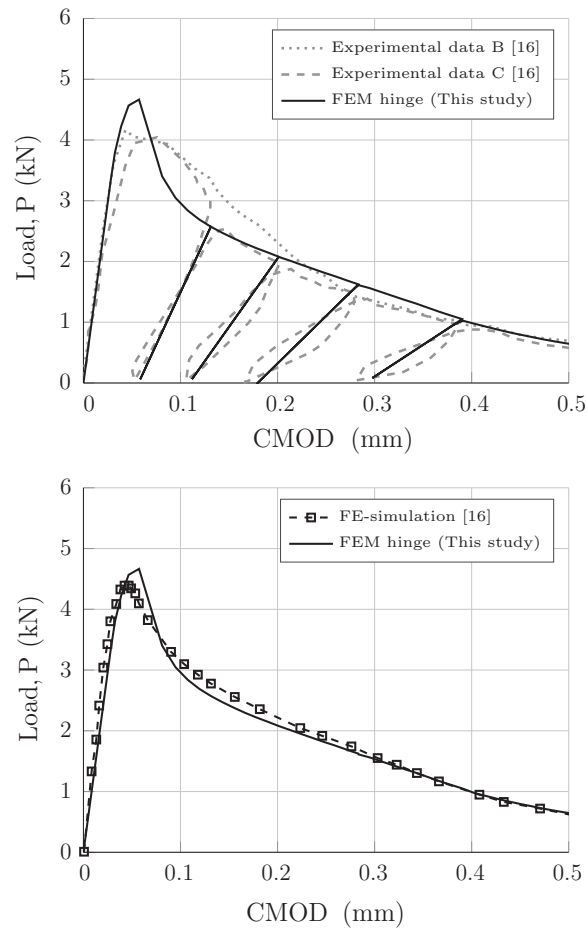 6
5
4
3
2
1
0
Load, P (kN)
Experimental data B [16]
Experimental data C [16]
FEM hinge (This study)
0 0.1 0.2 0.3 0.4 0.5
CMOD (mm)
6
5
4
3
2
1
0
Load, P (kN)
FE-simulation [16]
FEM hinge (This study)
0 0.1 0.2 0.3 0.4 0.5
CMOD (mm)